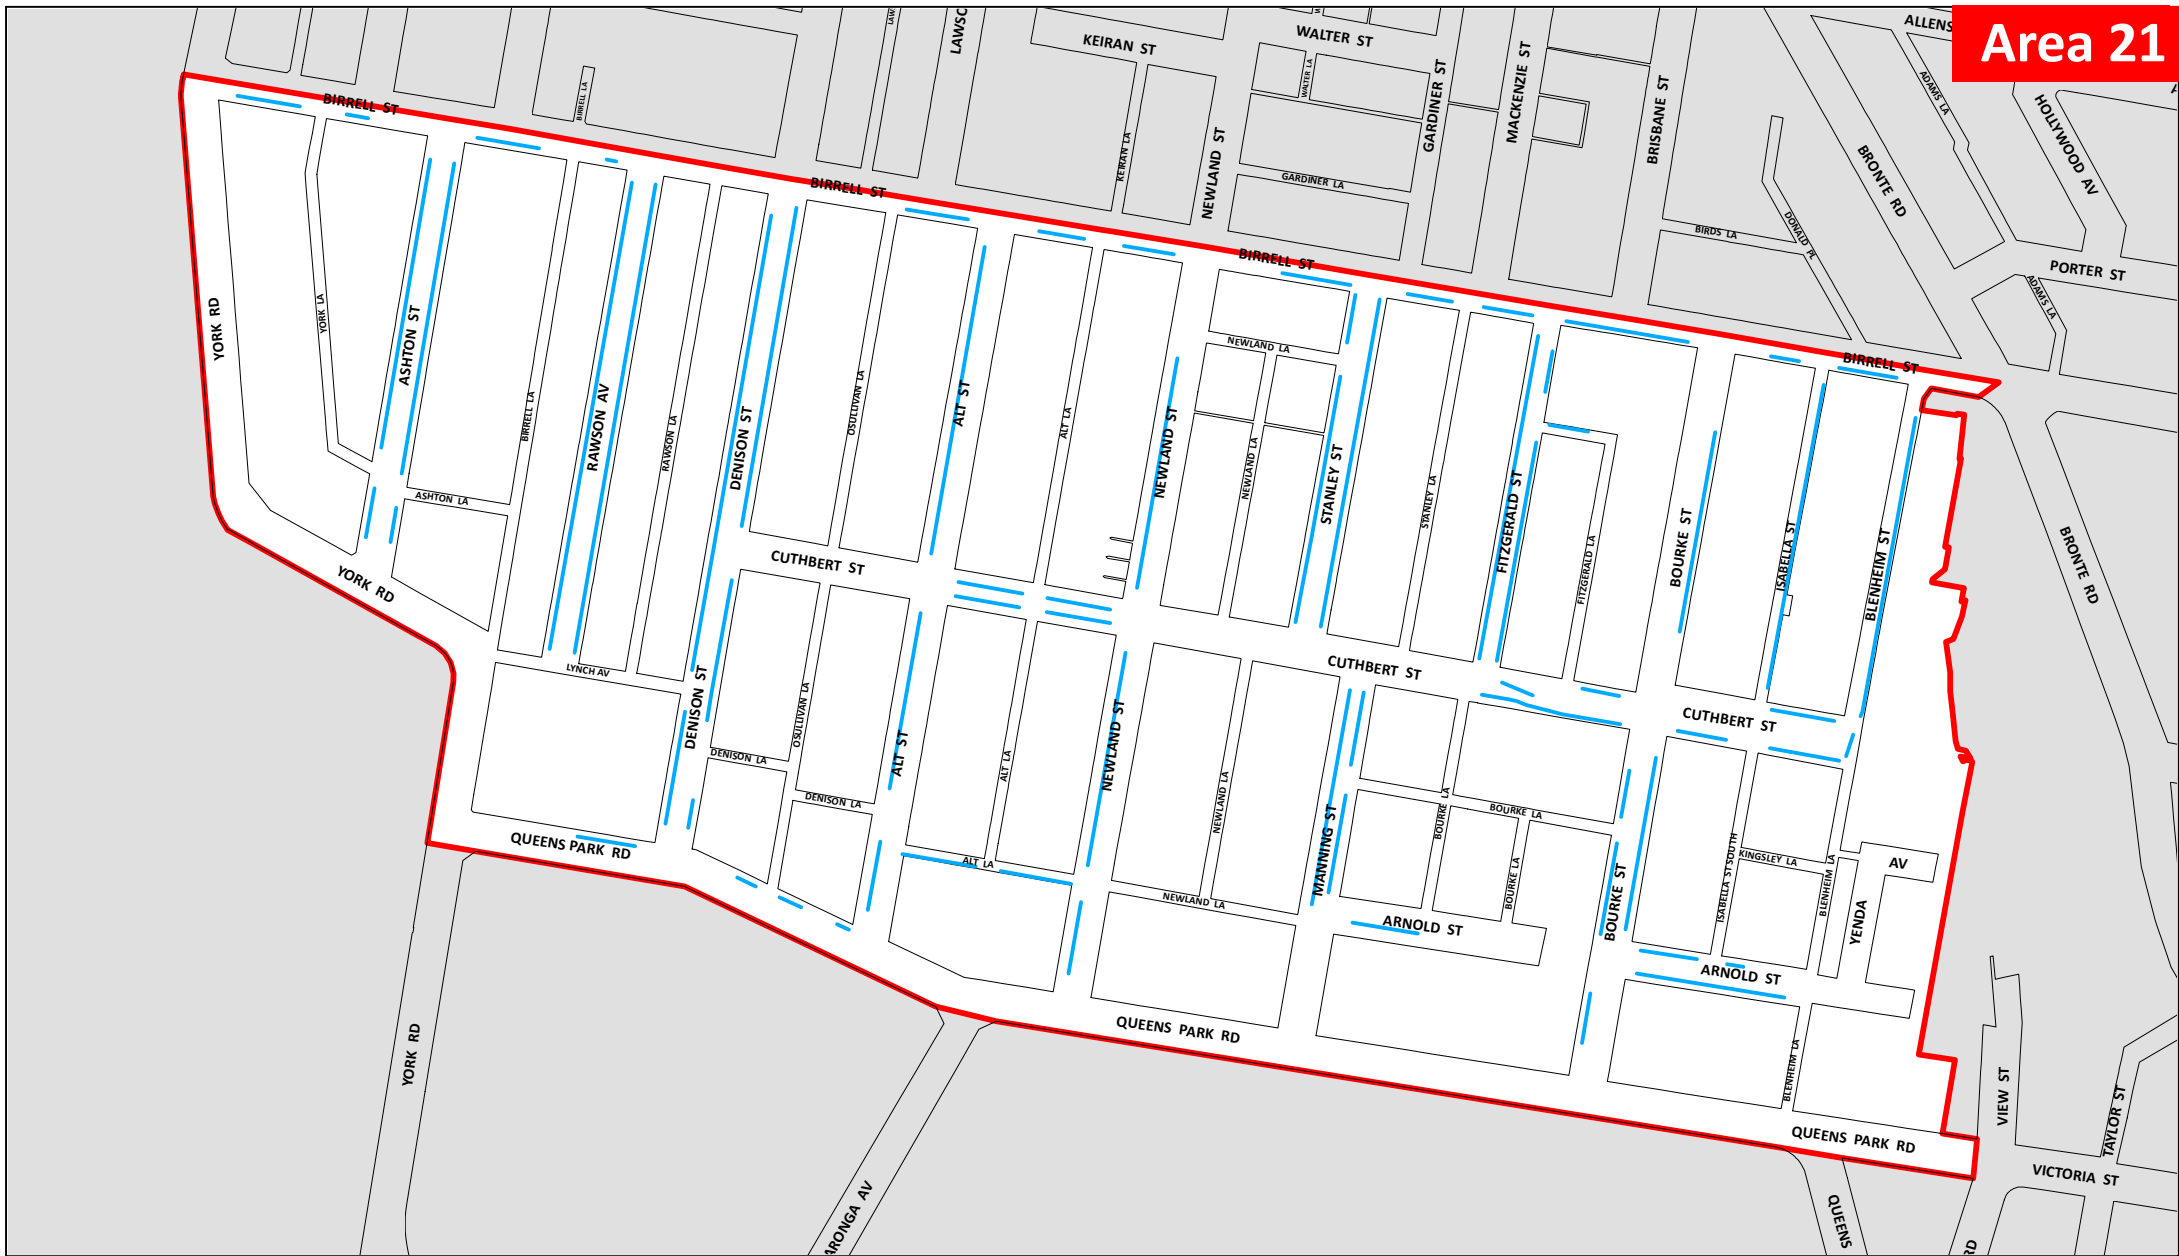 Area 21
ALLENS
LAWSC
KEIRAN ST
WALTER ST
GARDINER ST
MACKENZIE ST
BRISBANE ST
BRONTE RD
ADAMS LA
HOLLYWOOD AV
BIRRELL ST
BIRRELL LA
KEIRAN LA
NEWLAND ST
WALTER LA
GARDINER LA
BIRDS LA
DONALD PL
PORTER ST
ADAMS LA
BIRRELL ST
BIRRELL ST
BIRRELL ST
YORK RD
YORK LA
ASHTON ST
BIRRELL LA
RAWSON AV
RAWSON LA
DENISON ST
OSULLIVAN LA
ALT ST
ALT LA
NEWLAND ST
NEWLAND LA
NEWLAND LA
STANLEY ST
STANLEY LA
FITZGERALD ST
FITZGERALD LA
BOURKE ST
ISABELLA ST
BLENHEIM ST
BRONTE RD
ASHTON LA
YORK RD
CUTHBERT ST
LYNCH AV
CUTHBERT ST
CUTHBERT ST
DENISON ST
OSULLIVAN LA
DENISON LA
DENISON LA
ALT ST
ALT LA
NEWLAND ST
NEWLAND LA
MANNING ST
BOURKE LA
BOURKE LA
BOURKE LA
BOURKE ST
ISABELLA ST SOUTH
KINGSLEY LA
BLENHEIM LA
AV
YENDA
QUEENS PARK RD
ALT LA
NEWLAND LA
ARNOLD ST
ARNOLD ST
QUEENS PARK RD
BLENHEIM LA
QUEENS PARK RD
YORK RD
ARONGA AV
VIEW ST
TAYLOR ST
VICTORIA ST
QUEENS
RD